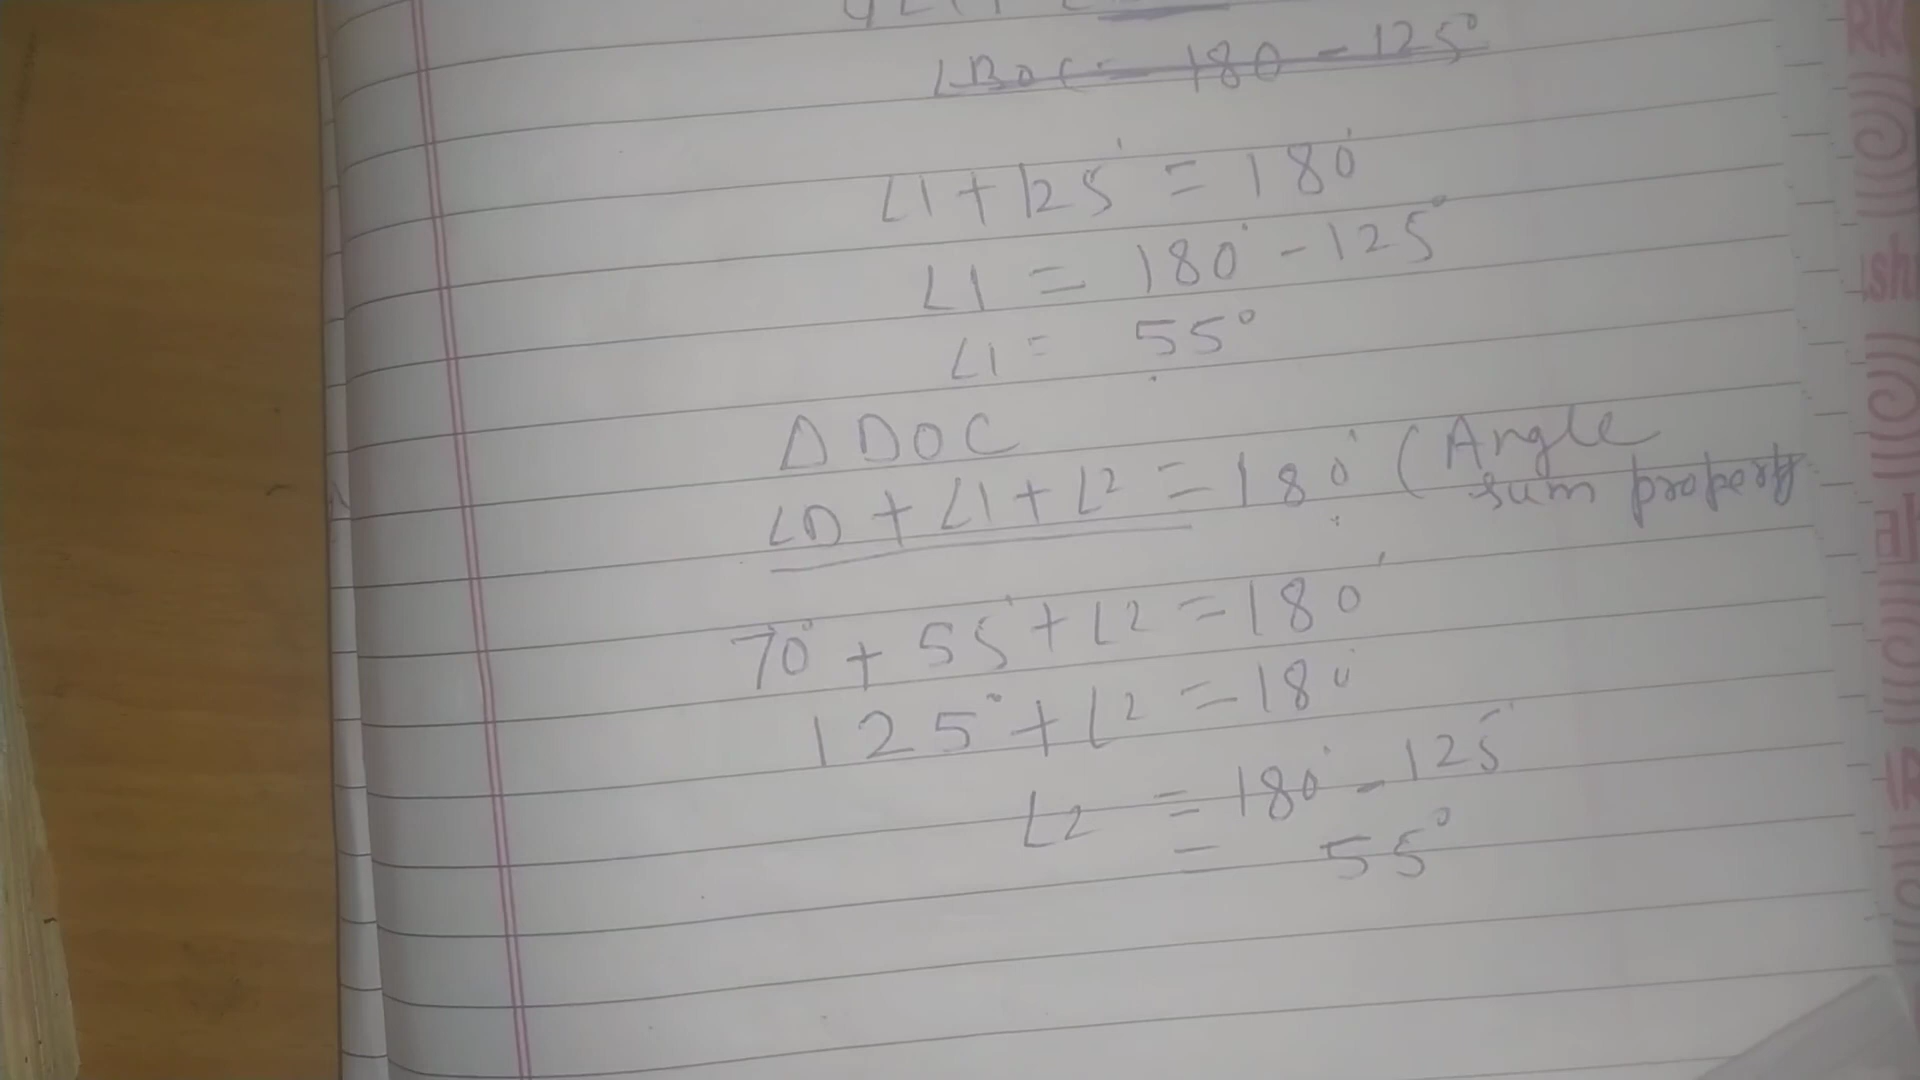 ∠BOC = 180 - 125°
∠1 + 125° = 180°
∠1 = 180° - 125°
∠1 = 55°
△ DOC
∠D + ∠1 + ∠2 = 180° (Angle
sum property
70° + 55° + ∠2 = 180°
125° + ∠2 = 180°
∠2 = 180° - 125°
= 55°